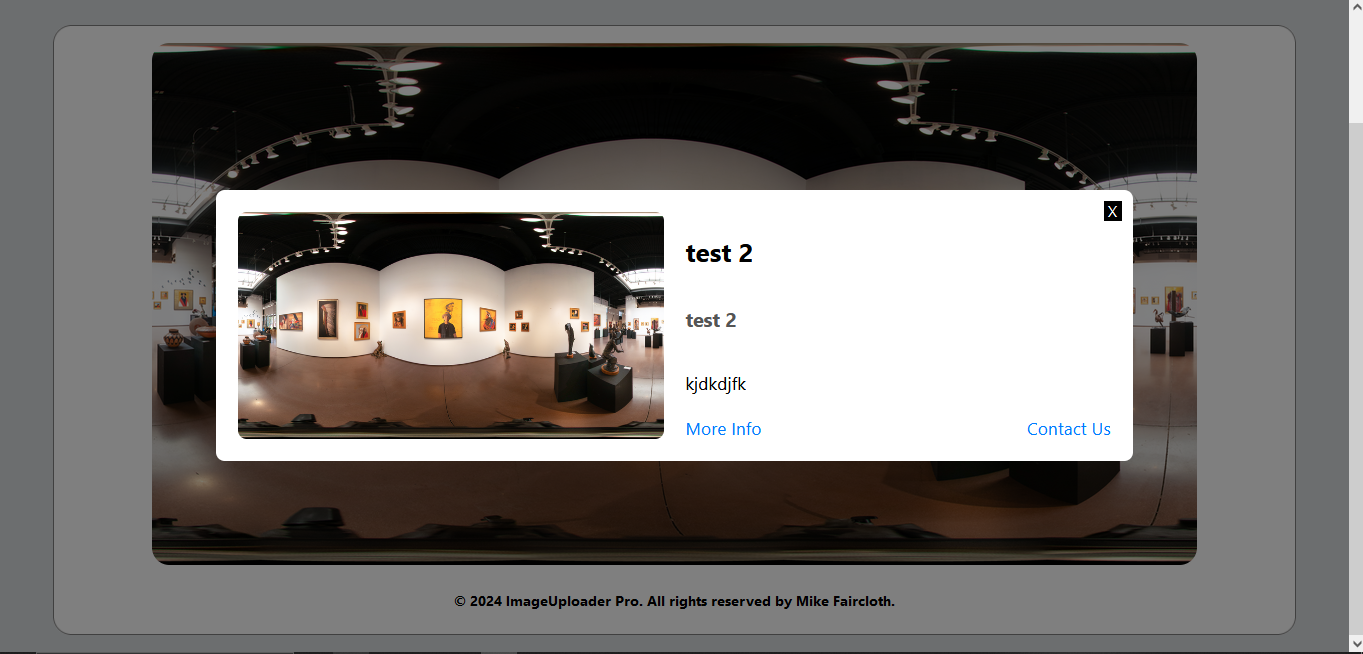 X
test 2
test 2
kjdkdjfk
More Info
Contact Us
© 2024 ImageUploader Pro. All rights reserved by Mike Faircloth.